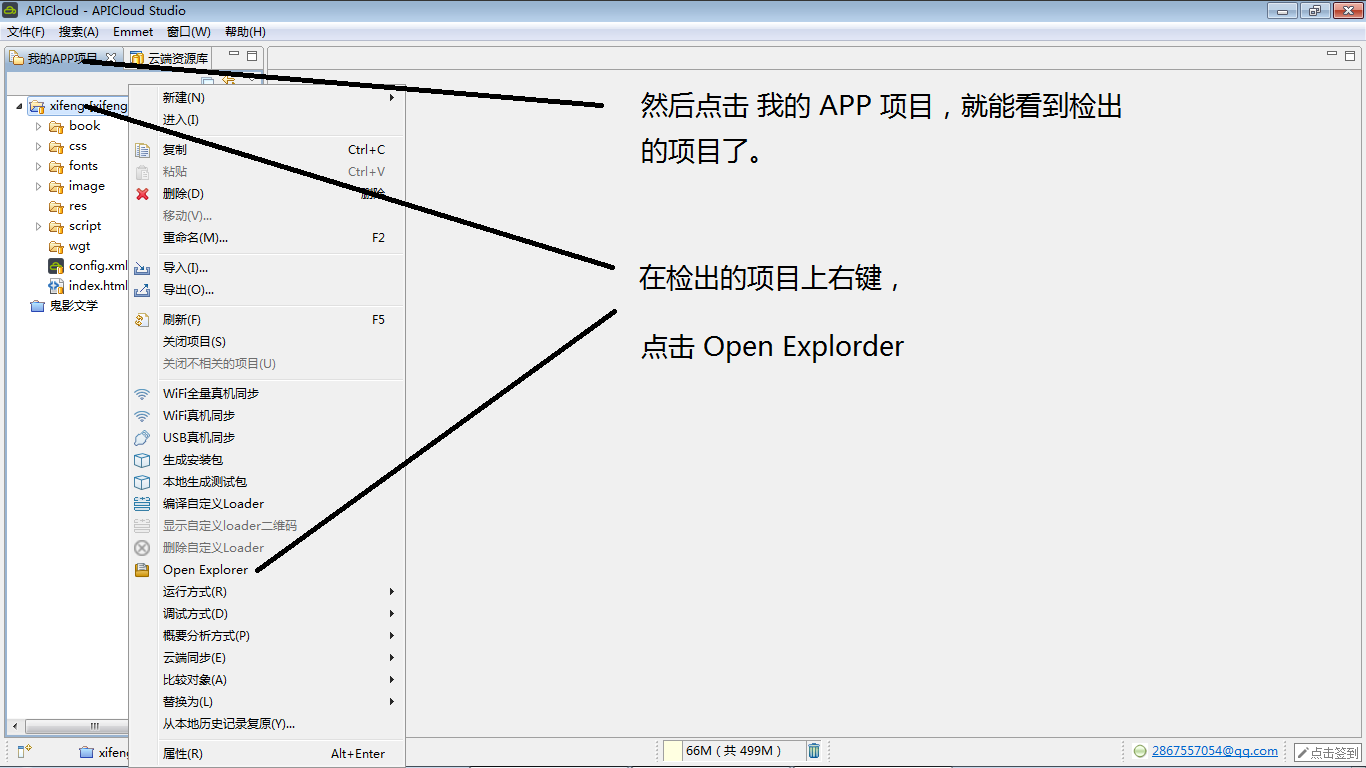 APICloud - APICloud Studio
文件(F) 搜索(A) Emmet 窗口(W) 帮助(H)
我的APP项目 云端资源库
xifeng [xifeng
book
css
fonts
image
res
script
wgt
config.xml
index.html
鬼影文学
新建(N)
进入(I)
复制 Ctrl+C
粘贴 Ctrl+V
删除(D) 删除
移动(V)...
重命名(M)... F2
导入(I)...
导出(O)...
刷新(F) F5
关闭项目(S)
关闭不相关的项目(U)
WiFi全量真机同步
WiFi真机同步
USB真机同步
生成安装包
本地生成测试包
编译自定义Loader
显示自定义loader二维码
删除自定义Loader
Open Explorer
运行方式(R)
调试方式(D)
概要分析方式(P)
云端同步(E)
比较对象(A)
替换为(L)
从本地历史记录复原(Y)...
属性(R) Alt+Enter
然后点击 我的 APP 项目，就能看到检出
的项目了。
在检出的项目上右键，
点击 Open Explorder
xifeng
66M（共 499M）
2867557054@qq.com
点击签到